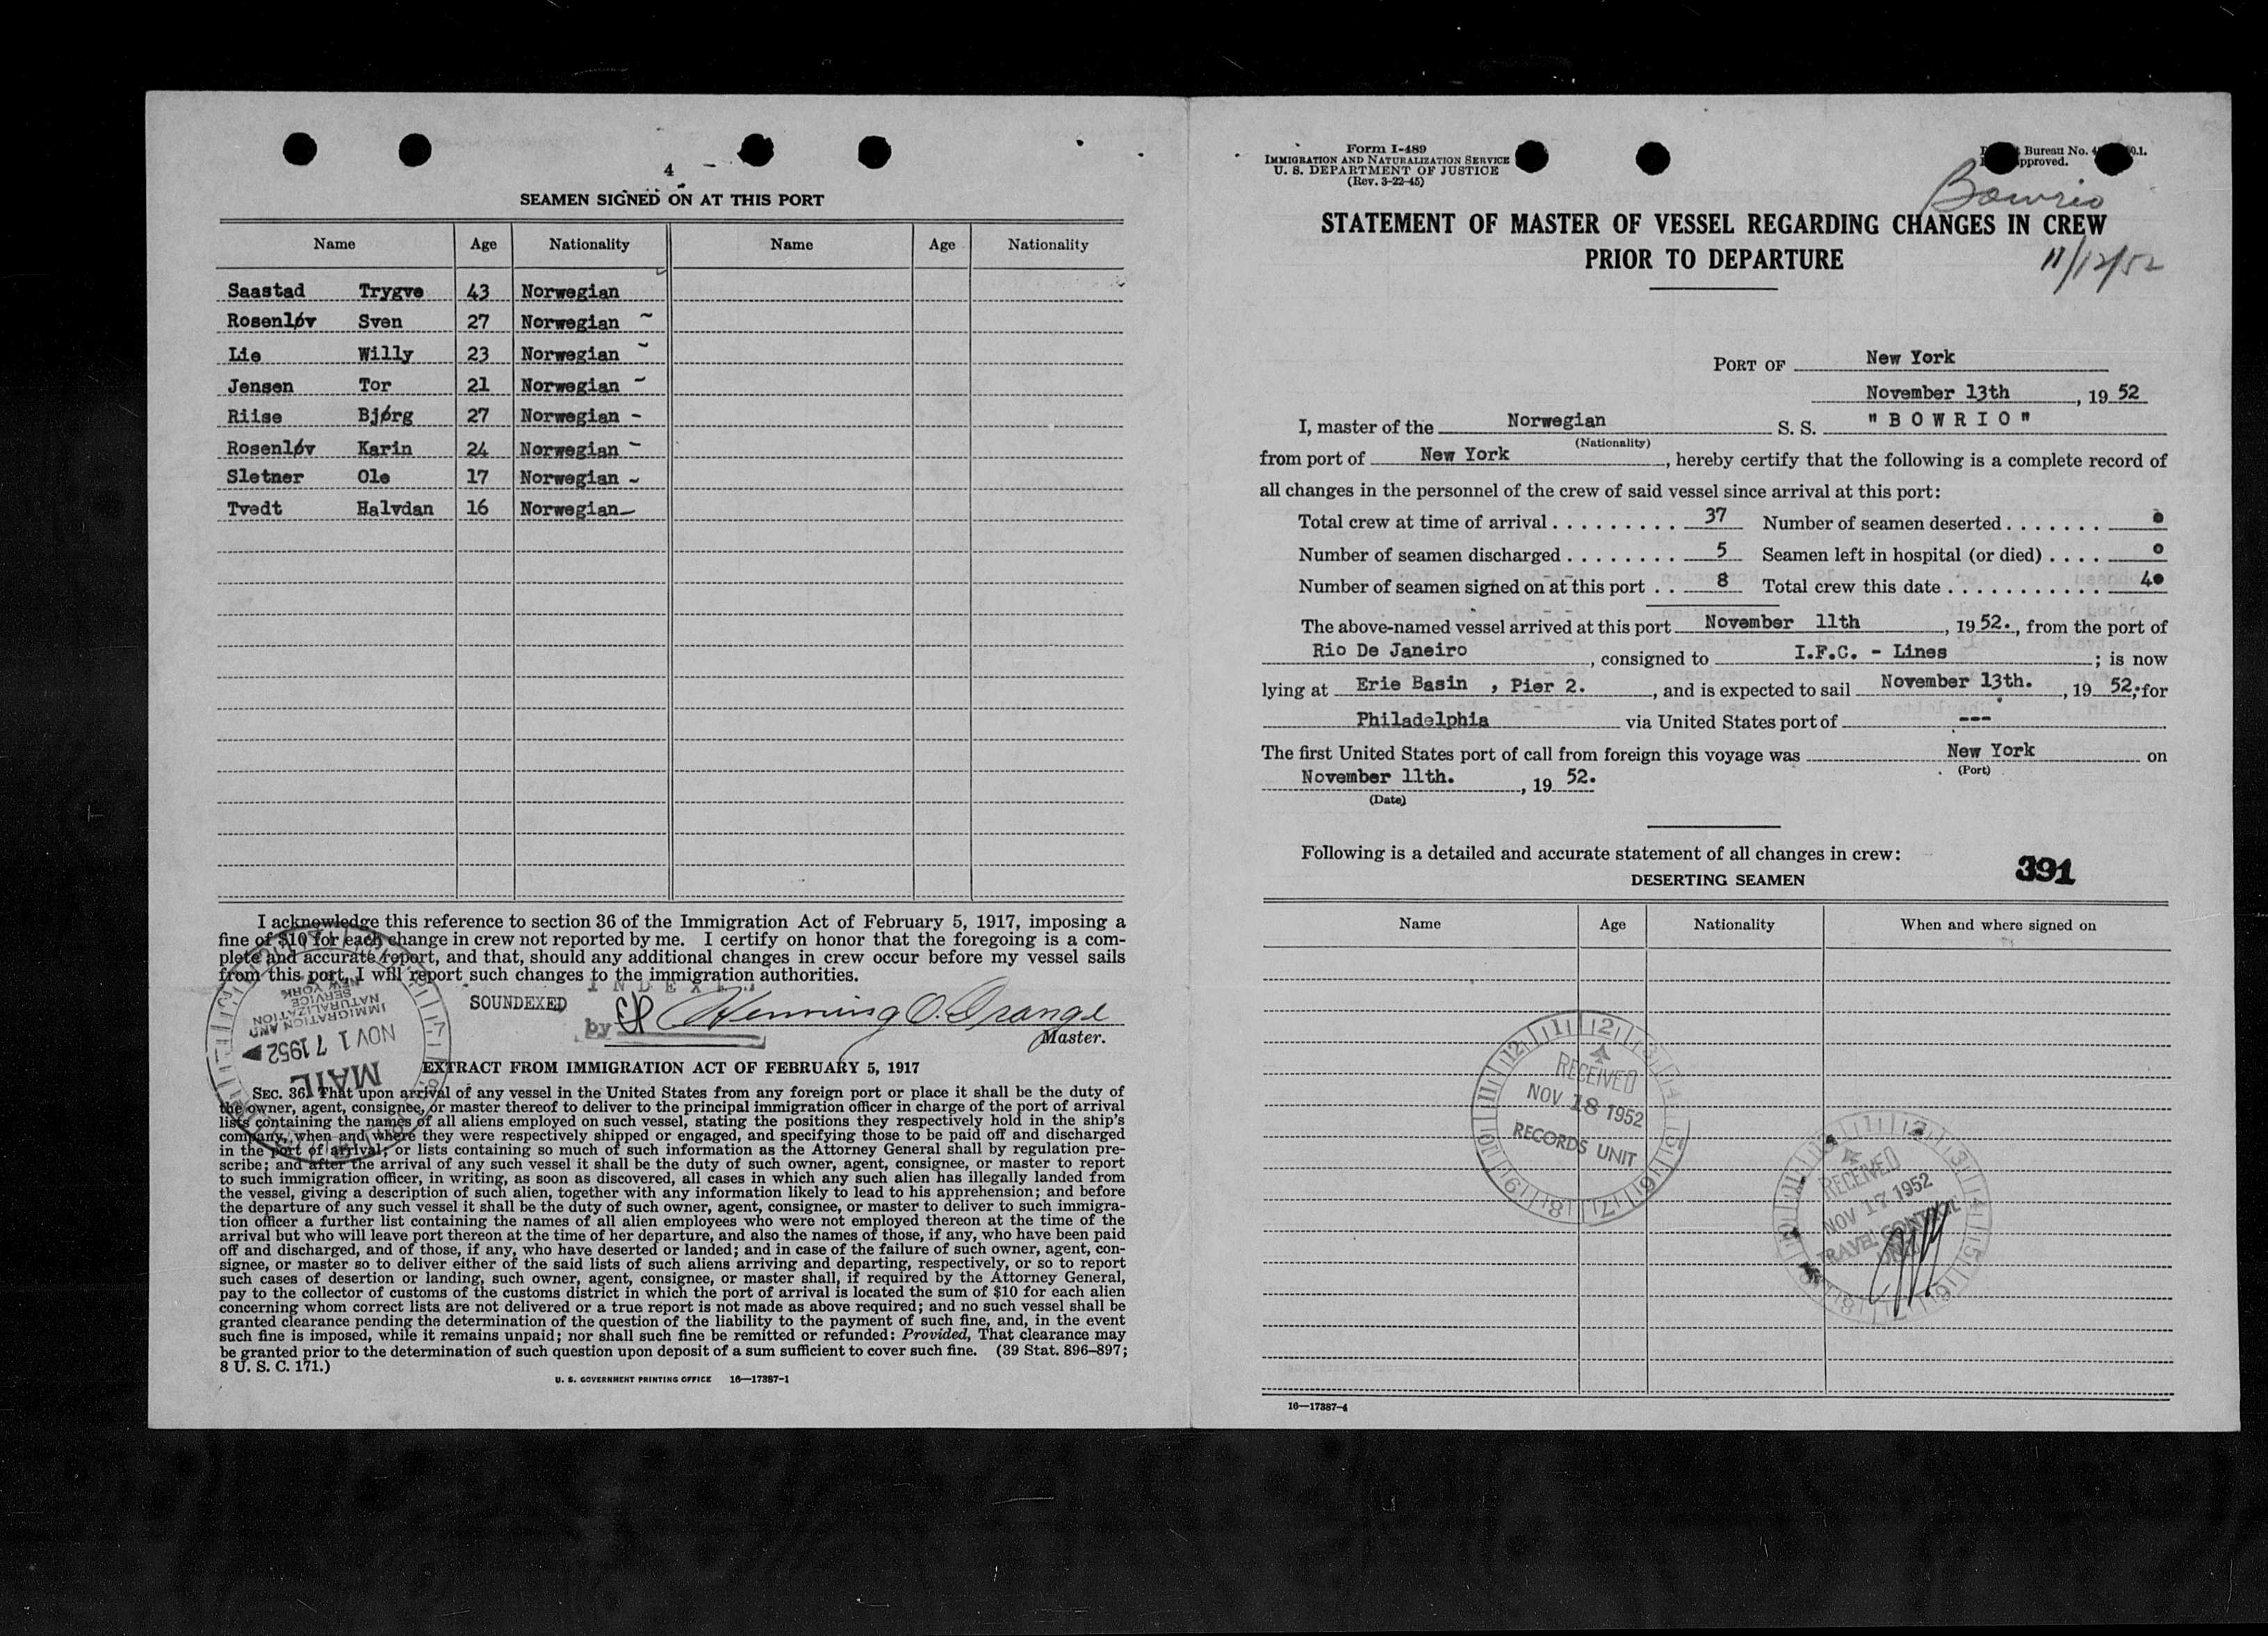 4
SEAMEN SIGNED ON AT THIS PORT
Name Age Nationality Name Age Nationality
Saastad Trygve 43 Norwegian
Rosenløv Sven 27 Norwegian
Lie Willy 23 Norwegian
Jensen Tor 21 Norwegian
Riise Bjørg 27 Norwegian
Rosenløv Karin 24 Norwegian
Sletner Ole 17 Norwegian
Tvedt Halvdan 16 Norwegian
I acknowledge this reference to section 36 of the Immigration Act of February 5, 1917, imposing a
fine of $10 for each change in crew not reported by me. I certify on honor that the foregoing is a com-
plete and accurate report, and that, should any additional changes in crew occur before my vessel sails
from this port, I will report such changes to the immigration authorities.
SOUNDEXED
by
Henning O. Orange
Master.
IMMIGRATION AND
NATURALIZATION
SERVICE
NEW YORK
NOV 17 1952
MAIL
EXTRACT FROM IMMIGRATION ACT OF FEBRUARY 5, 1917
SEC. 36. That upon arrival of any vessel in the United States from any foreign port or place it shall be the duty of
the owner, agent, consignee, or master thereof to deliver to the principal immigration officer in charge of the port of arrival
lists containing the names of all aliens employed on such vessel, stating the positions they respectively hold in the ship's
company, when and where they were respectively shipped or engaged, and specifying those to be paid off and discharged
in the port of arrival; or lists containing so much of such information as the Attorney General shall by regulation pre-
scribe; and after the arrival of any such vessel it shall be the duty of such owner, agent, consignee, or master to report
to such immigration officer, in writing, as soon as discovered, all cases in which any such alien has illegally landed from
the vessel, giving a description of such alien, together with any information likely to lead to his apprehension; and before
the departure of any such vessel it shall be the duty of such owner, agent, consignee, or master to deliver to such immigra-
tion officer a further list containing the names of all alien employees who were not employed thereon at the time of the
arrival but who will leave port thereon at the time of her departure, and also the names of those, if any, who have been paid
off and discharged, and of those, if any, who have deserted or landed; and in case of the failure of such owner, agent, con-
signee, or master so to deliver either of the said lists of such aliens arriving and departing, respectively, or so to report
such cases of desertion or landing, such owner, agent, consignee, or master shall, if required by the Attorney General,
pay to the collector of customs of the customs district in which the port of arrival is located the sum of $10 for each alien
concerning whom correct lists are not delivered or a true report is not made as above required; and no such vessel shall be
granted clearance pending the determination of the question of the liability to the payment of such fine, and, in the event
such fine is imposed, while it remains unpaid; nor shall such fine be remitted or refunded: Provided, That clearance may
be granted prior to the determination of such question upon deposit of a sum sufficient to cover such fine. (39 Stat. 896–897;
8 U. S. C. 171.)
U. S. GOVERNMENT PRINTING OFFICE 16—17387-1
Form I-489
IMMIGRATION AND NATURALIZATION SERVICE
U. S. DEPARTMENT OF JUSTICE
(Rev. 3-22-45)
Bureau No.
Bowrio
STATEMENT OF MASTER OF VESSEL REGARDING CHANGES IN CREW
PRIOR TO DEPARTURE
11/12/52
PORT OF New York
November 13th, 1952
I, master of the Norwegian S. S. "BOWRIO"
(Nationality)
from port of New York, hereby certify that the following is a complete record of
all changes in the personnel of the crew of said vessel since arrival at this port:
Total crew at time of arrival . . . . . . . . . 37 Number of seamen deserted . . . . . . . 0
Number of seamen discharged . . . . . . . . 5 Seamen left in hospital (or died) . . . . 0
Number of seamen signed on at this port . . 8 Total crew this date . . . . . . . . . . . 40
The above-named vessel arrived at this port November 11th, 1952., from the port of
Rio De Janeiro, consigned to I.F.C. - Lines; is now
lying at Erie Basin , Pier 2., and is expected to sail November 13th., 1952; for
Philadelphia via United States port of ---
The first United States port of call from foreign this voyage was New York on
(Port)
November 11th., 1952.
(Date)
Following is a detailed and accurate statement of all changes in crew:
391
DESERTING SEAMEN
Name Age Nationality When and where signed on
RECEIVED
NOV 18 1952
RECORDS UNIT
RECEIVED
NOV 17 1952
TRAVEL CONTROL
UNIT
16—17387-4